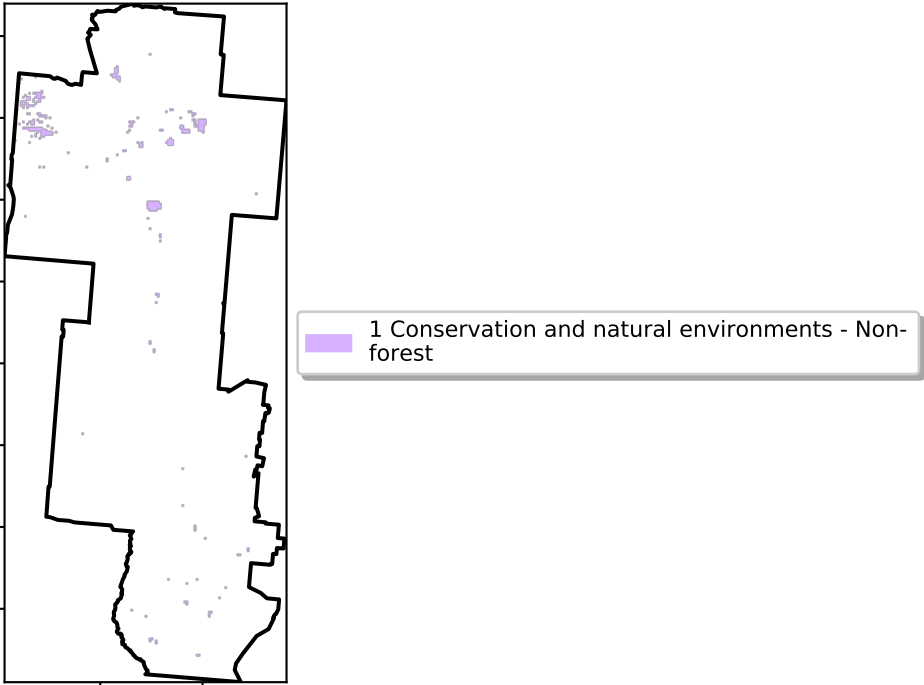 1 Conservation and natural environments - Non-
forest